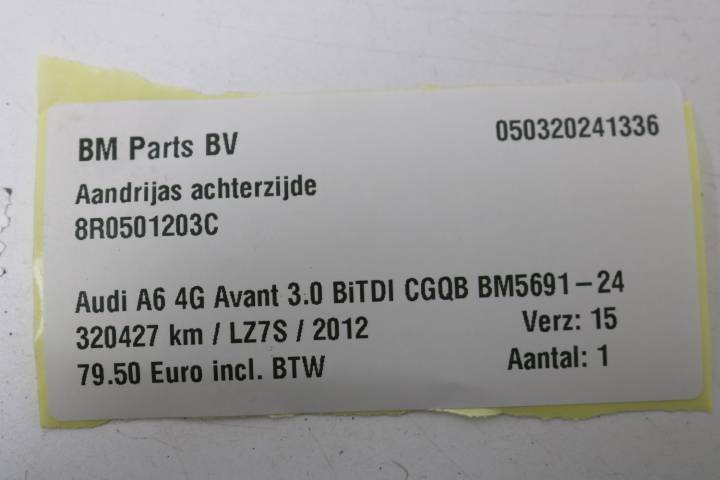 BM Parts BV 050320241336
Aandrijas achterzijde
8R0501203C
Audi A6 4G Avant 3.0 BiTDI CGQB BM5691-24
320427 km / LZ7S / 2012 Verz: 15
79.50 Euro incl. BTW Aantal: 1